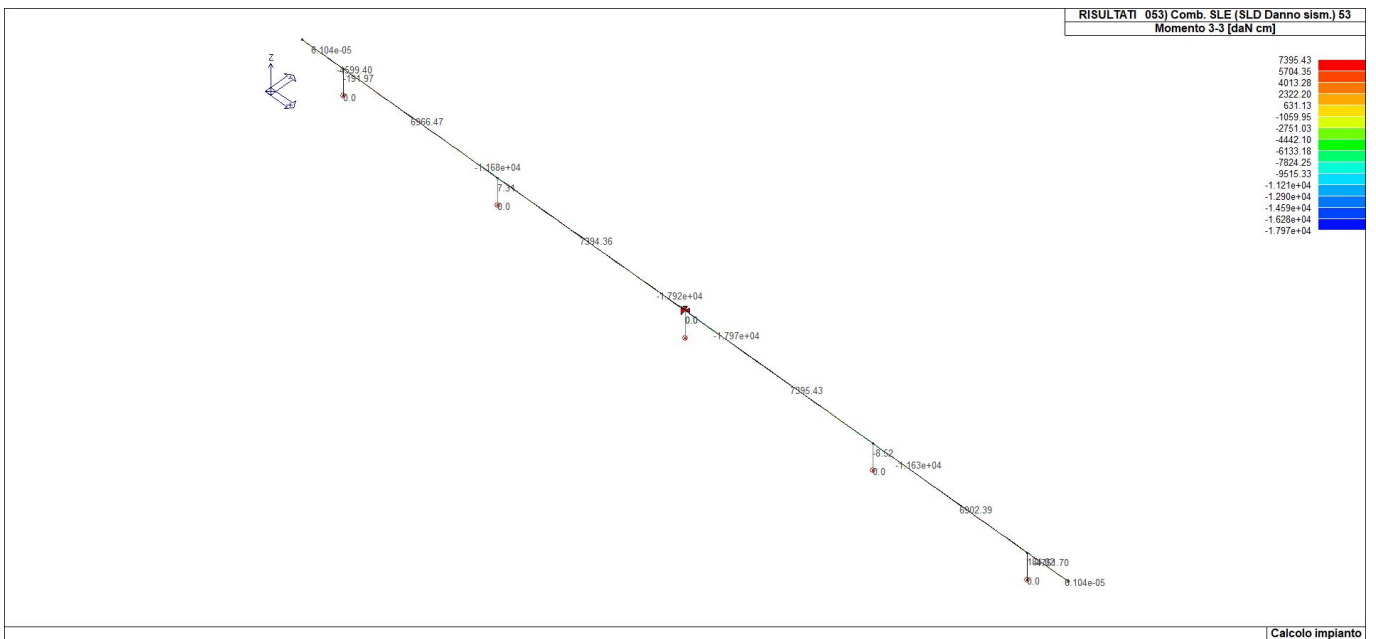 RISULTATI 053) Comb. SLE (SLD Danno sism.) 53
Momento 3-3 [daN cm]
7395.43
5704.35
4013.28
2322.20
631.13
-1059.95
-2751.03
-4442.10
-6133.18
-7824.25
-9515.33
-1.121e+04
-1.290e+04
-1.459e+04
-1.628e+04
-1.797e+04
Z
6.104e-05
-191.97
0.0
6966.47
-1.168e+04
7.31
0.0
7394.36
-1.792e+04
0.0
-1.797e+04
7395.43
-8.52
-1.163e+04
0.0
6902.39
0.0
6.104e-05
Calcolo impianto